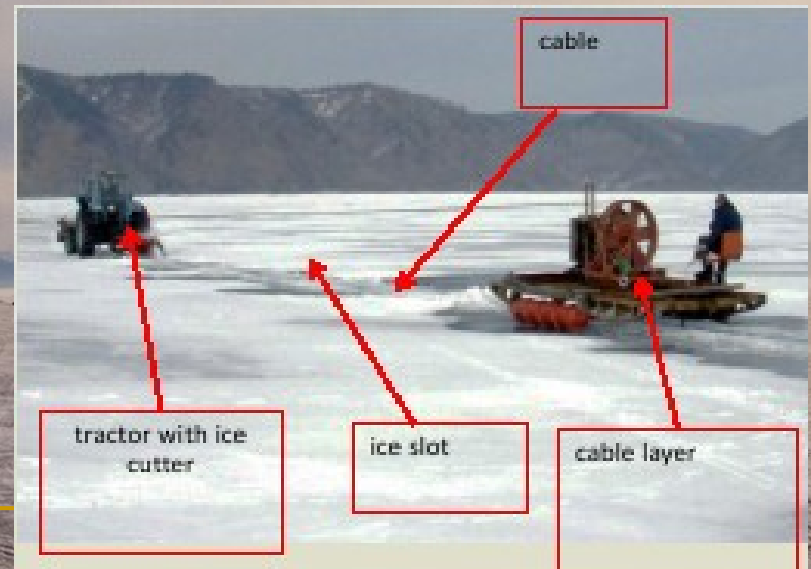 cable
tractor with ice
cutter
ice slot
cable layer